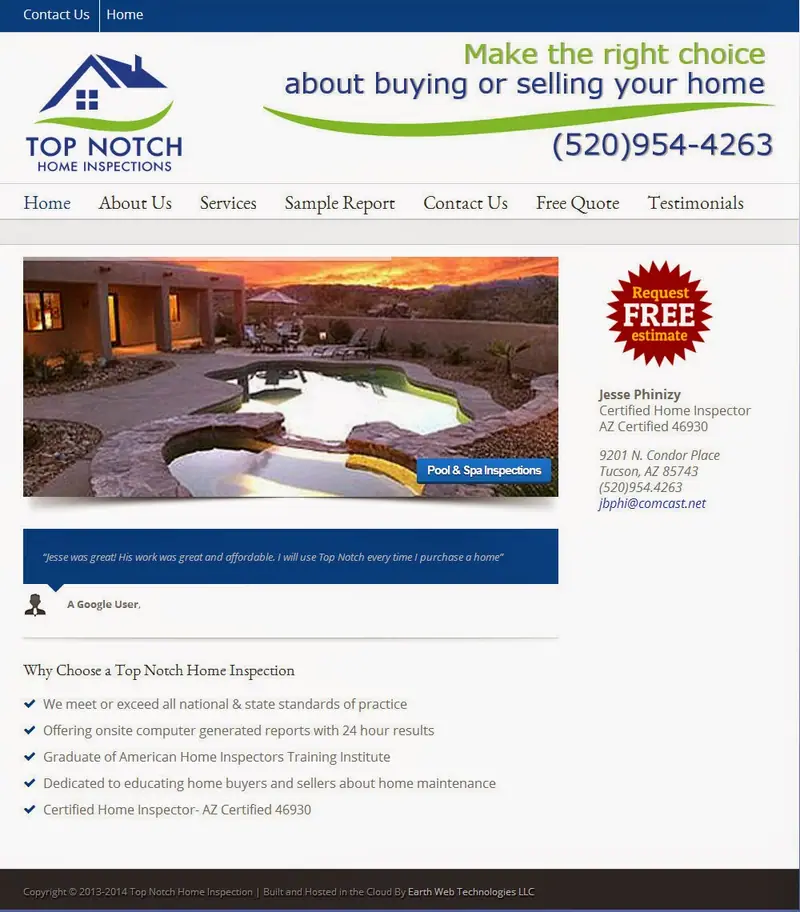 Contact Us Home
Make the right choice
about buying or selling your home
TOP NOTCH
HOME INSPECTIONS
(520)954-4263
Home About Us Services Sample Report Contact Us Free Quote Testimonials
Request
FREE
estimate
Pool & Spa Inspections
Jesse Phinizy
Certified Home Inspector
AZ Certified 46930
9201 N. Condor Place
Tucson, AZ 85743
(520)954.4263
jbphi@comcast.net
“Jesse was great! His work was great and affordable. I will use Top Notch every time I purchase a home”
A Google User,
Why Choose a Top Notch Home Inspection
We meet or exceed all national & state standards of practice
Offering onsite computer generated reports with 24 hour results
Graduate of American Home Inspectors Training Institute
Dedicated to educating home buyers and sellers about home maintenance
Certified Home Inspector- AZ Certified 46930
Copyright © 2013-2014 Top Notch Home Inspection | Built and Hosted in the Cloud By Earth Web Technologies LLC